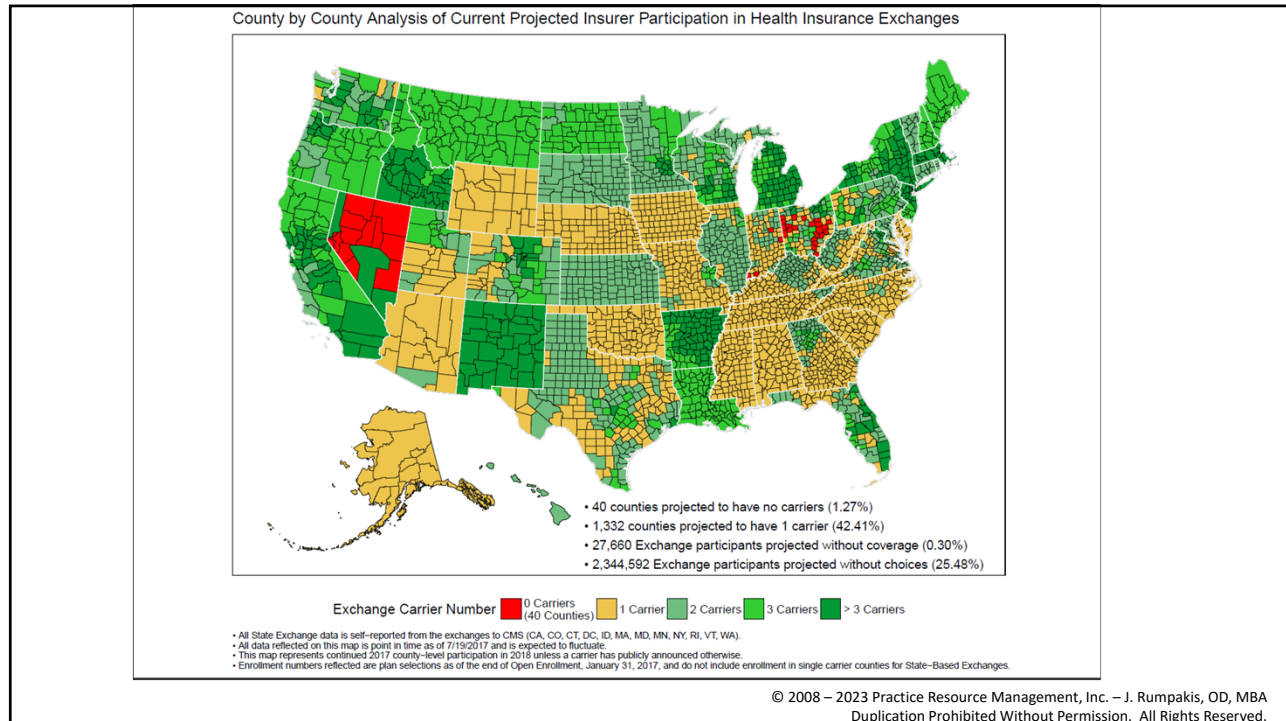 County by County Analysis of Current Projected Insurer Participation in Health Insurance Exchanges
• 40 counties projected to have no carriers (1.27%)
• 1,332 counties projected to have 1 carrier (42.41%)
• 27,660 Exchange participants projected without coverage (0.30%)
• 2,344,592 Exchange participants projected without choices (25.48%)
Exchange Carrier Number 0 Carriers (40 Counties) 1 Carrier 2 Carriers 3 Carriers > 3 Carriers
• All State Exchange data is self-reported from the exchanges to CMS (CA, CO, CT, DC, ID, MA, MD, MN, NY, RI, VT, WA).
• All data reflected on this map is point in time as of 7/19/2017 and is expected to fluctuate.
• This map represents continued 2017 county-level participation in 2018 unless a carrier has publicly announced otherwise.
• Enrollment numbers reflected are plan selections as of the end of Open Enrollment, January 31, 2017, and do not include enrollment in single carrier counties for State-Based Exchanges.
© 2008 – 2023 Practice Resource Management, Inc. – J. Rumpakis, OD, MBA
Duplication Prohibited Without Permission. All Rights Reserved.